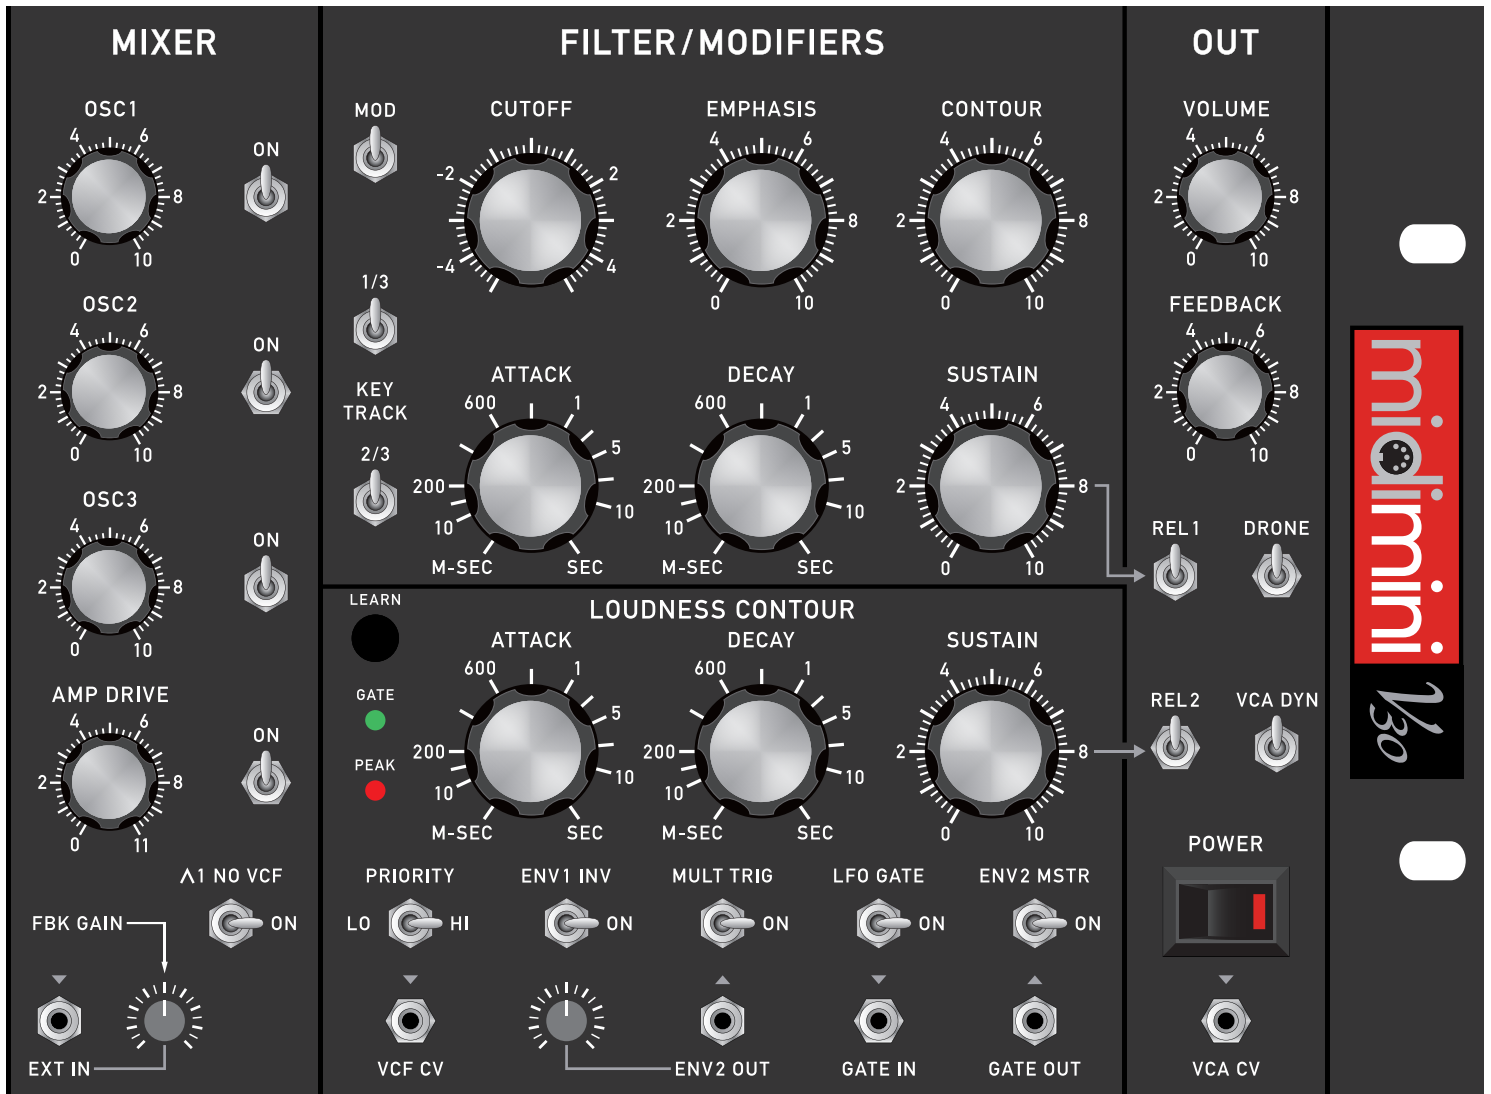 MIXER
OSC1
4 6
2 8
0 10
ON
OSC2
4 6
2 8
0 10
ON
OSC3
4 6
2 8
0 10
ON
AMP DRIVE
4 6
2 8
0 11
ON
Λ1 NO VCF
ON
FBK GAIN
EXT IN
FILTER/MODIFIERS
MOD
1/3
KEY
TRACK
2/3
CUTOFF
-2 2
-4 4
EMPHASIS
4 6
2 8
0 10
CONTOUR
4 6
2 8
0 10
ATTACK
600 1
5
200
10 10
M-SEC SEC
DECAY
600 1
5
200
10 10
M-SEC SEC
SUSTAIN
4 6
2 8
0 10
LEARN
GATE
PEAK
LOUDNESS CONTOUR
ATTACK
600 1
5
200
10 10
M-SEC SEC
DECAY
600 1
5
200
10 10
M-SEC SEC
SUSTAIN
4 6
2 8
0 10
PRIORITY
LO HI
ENV1 INV
ON
MULT TRIG
ON
LFO GATE
ON
ENV2 MSTR
ON
VCF CV
ENV2 OUT
GATE IN
GATE OUT
OUT
VOLUME
4 6
2 8
0 10
FEEDBACK
4 6
2 8
0 10
REL1 DRONE
REL2 VCA DYN
POWER
VCA CV
midimini
V30